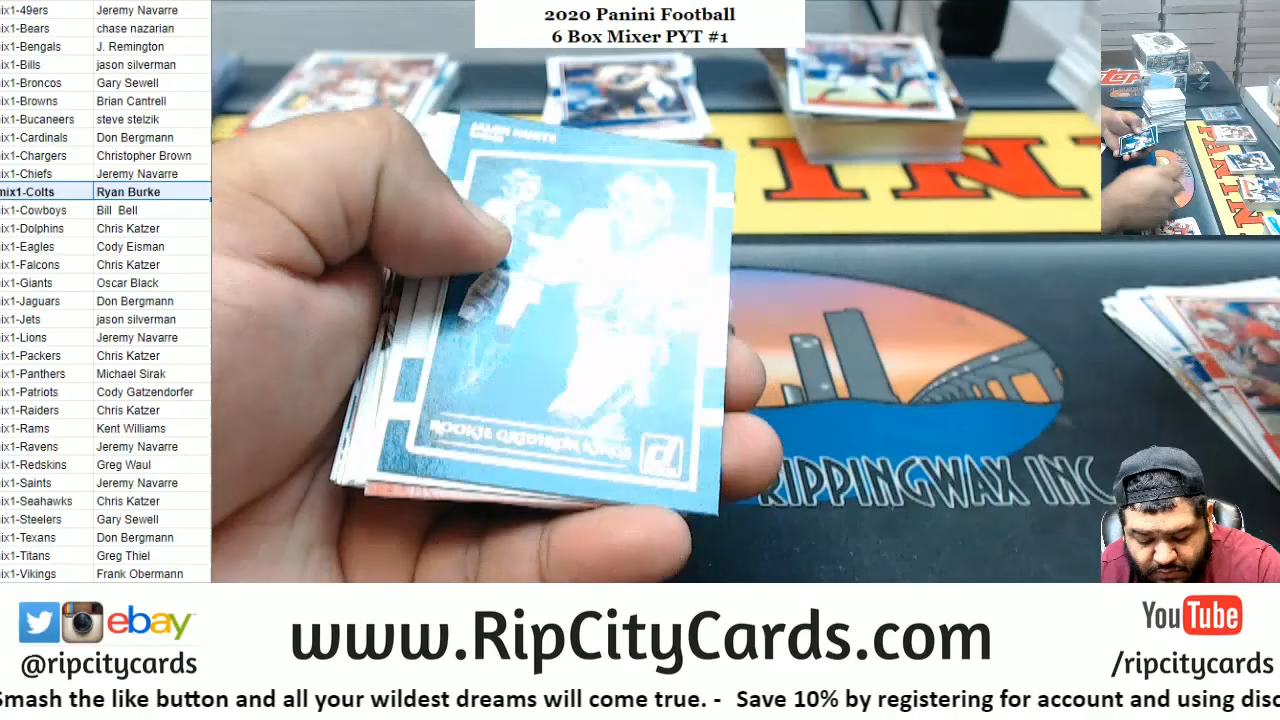 2020 Panini Football
6 Box Mixer PYT #1
ix1-49ers Jeremy Navarre
ix1-Bears chase nazarian
ix1-Bengals J. Remington
ix1-Bills jason silverman
ix1-Broncos Gary Sewell
ix1-Browns Brian Cantrell
ix1-Bucaneers steve stelzik
ix1-Cardinals Don Bergmann
ix1-Chargers Christopher Brown
ix1-Chiefs Jeremy Navarre
mix1-Colts Ryan Burke
ix1-Cowboys Bill Bell
ix1-Dolphins Chris Katzer
ix1-Eagles Cody Eisman
ix1-Falcons Chris Katzer
ix1-Giants Oscar Black
ix1-Jaguars Don Bergmann
ix1-Jets jason silverman
ix1-Lions Jeremy Navarre
ix1-Packers Chris Katzer
ix1-Panthers Michael Sirak
ix1-Patriots Cody Gatzendorfer
ix1-Raiders Chris Katzer
ix1-Rams Kent Williams
ix1-Ravens Jeremy Navarre
ix1-Redskins Greg Waul
ix1-Saints Jeremy Navarre
ix1-Seahawks Chris Katzer
ix1-Steelers Gary Sewell
ix1-Texans Don Bergmann
ix1-Titans Greg Thiel
ix1-Vikings Frank Obermann
ROOKIE GRIDIRON KINGS
RIPPINGWAX INC
ebay
@ripcitycards
www.RipCityCards.com
YouTube
/ripcitycards
Smash the like button and all your wildest dreams will come true. - Save 10% by registering for account and using disc